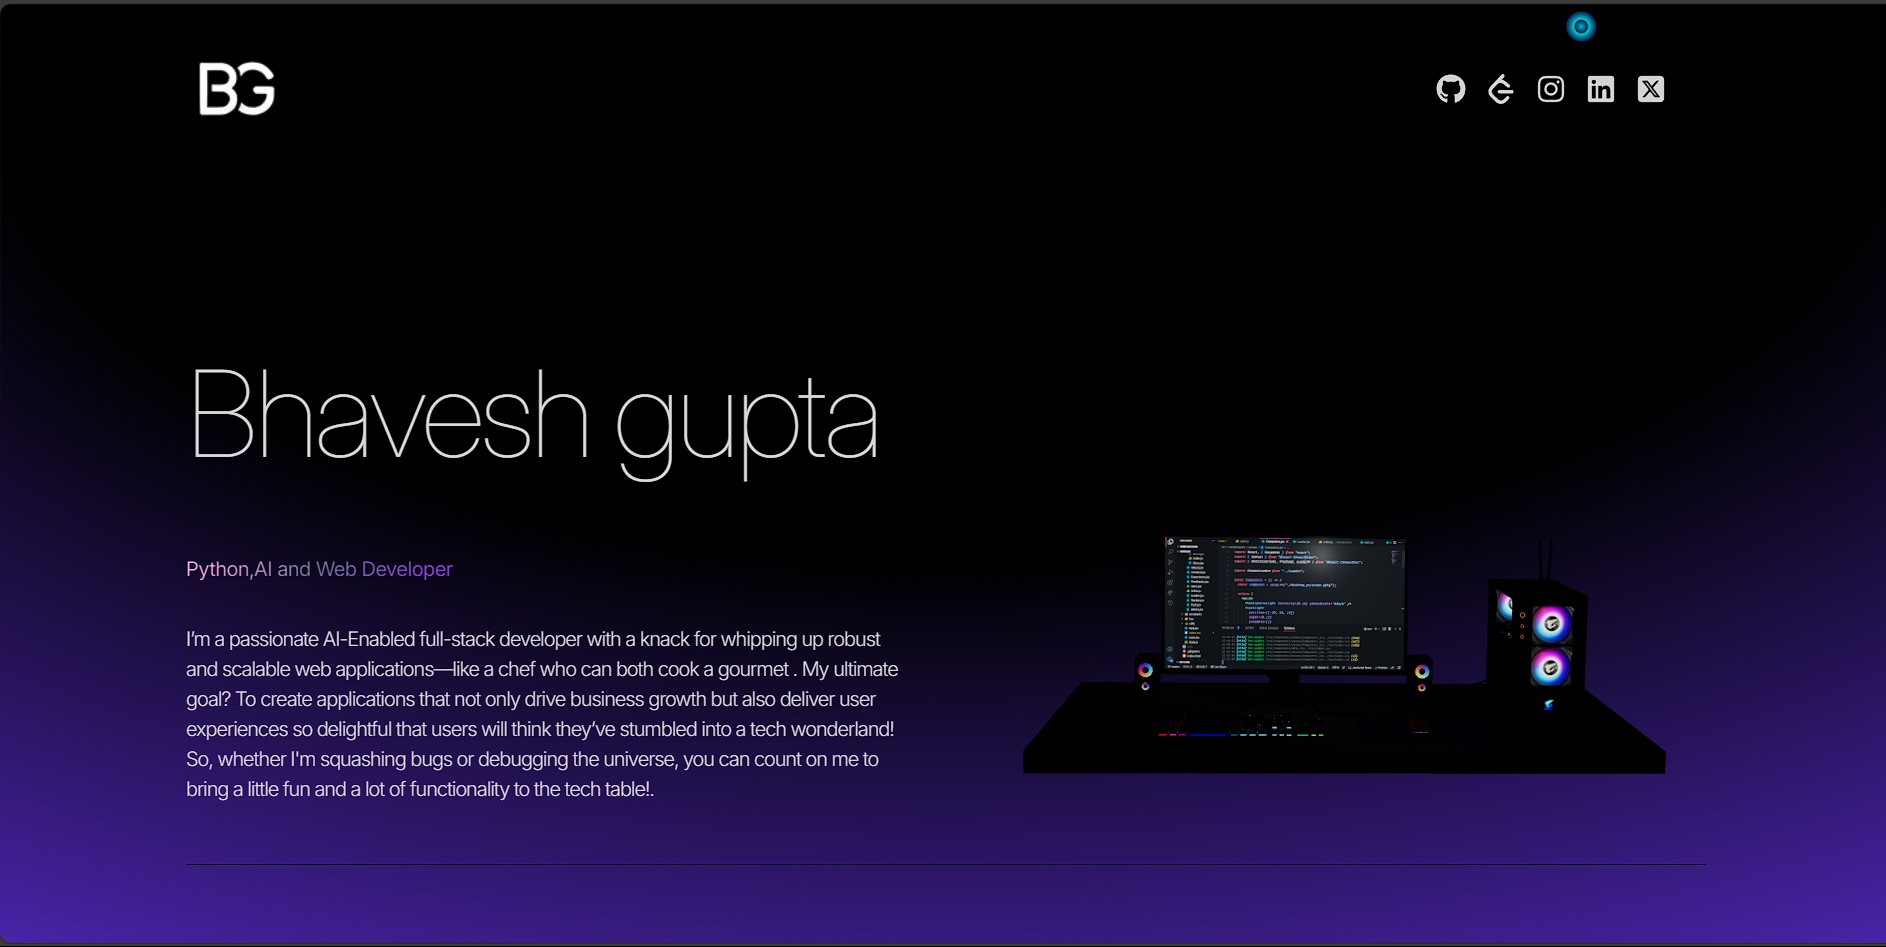 BG
Bhavesh gupta
Python,AI and Web Developer
I'm a passionate AI-Enabled full-stack developer with a knack for whipping up robust
and scalable web applications—like a chef who can both cook a gourmet . My ultimate
goal? To create applications that not only drive business growth but also deliver user
experiences so delightful that users will think they’ve stumbled into a tech wonderland!
So, whether I'm squashing bugs or debugging the universe, you can count on me to
bring a little fun and a lot of functionality to the tech table!.